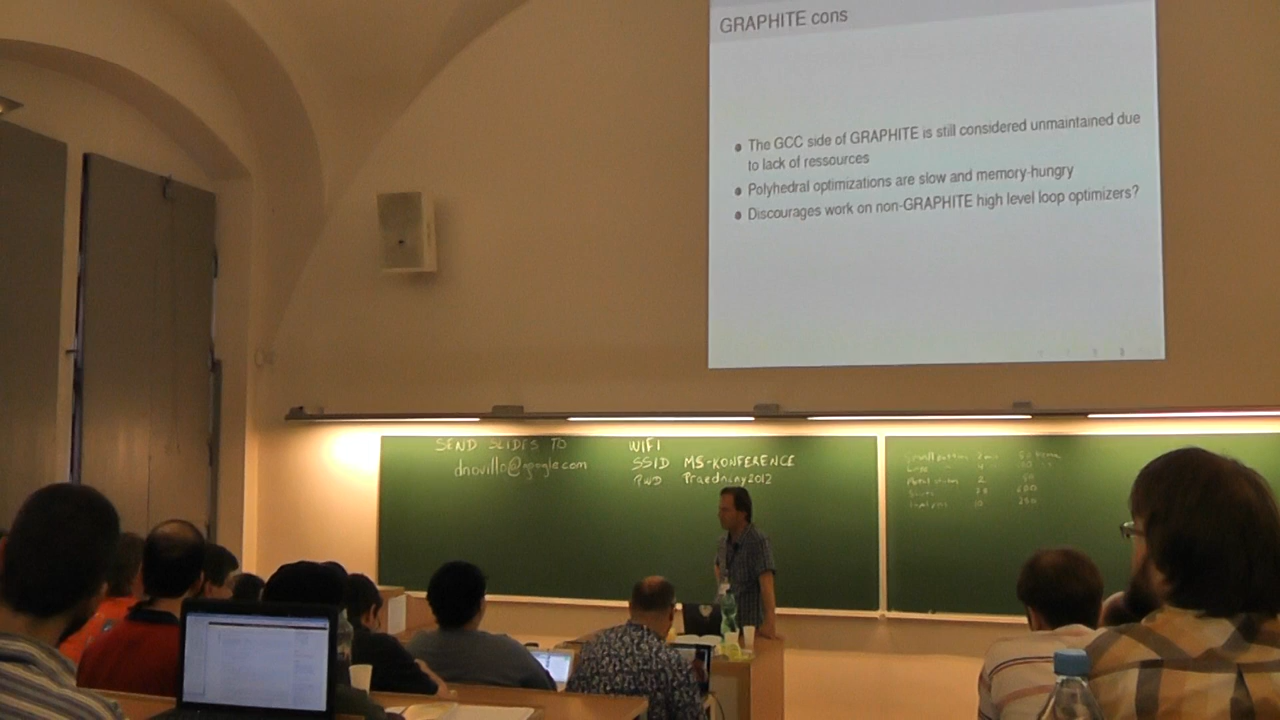 GRAPHITE cons
The GCC side of GRAPHITE is still considered unmaintained due
to lack of ressources
Polyhedral optimizations are slow and memory-hungry
Discourages work on non-GRAPHITE high level loop optimizers?
SEND SLIDES TO
dnovillo@google.com
WIFI
SSID MS-KONFERENCE
PWD Praedniny2012